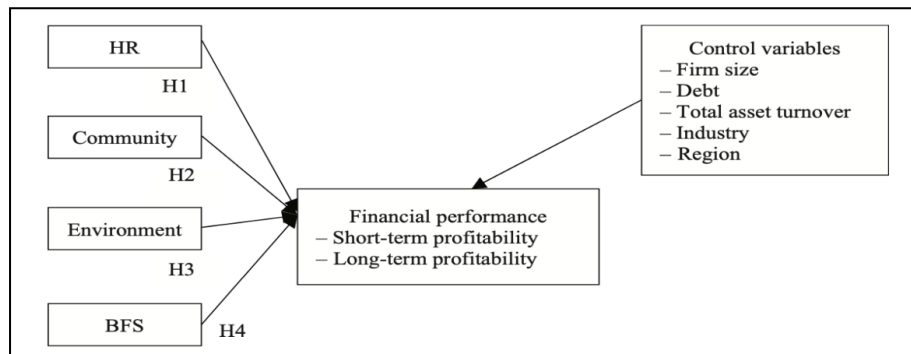 HR
H1
Community
H2
Environment
H3
BFS
H4
Financial performance
– Short-term profitability
– Long-term profitability
Control variables
– Firm size
– Debt
– Total asset turnover
– Industry
– Region